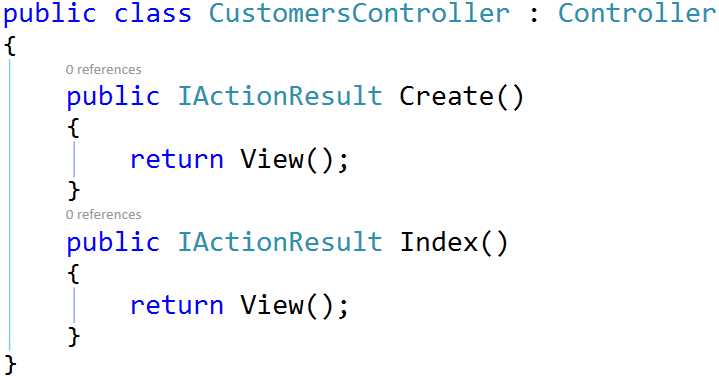 public class CustomersController : Controller
{
0 references
public IActionResult Create()
{
return View();
}
0 references
public IActionResult Index()
{
return View();
}
}